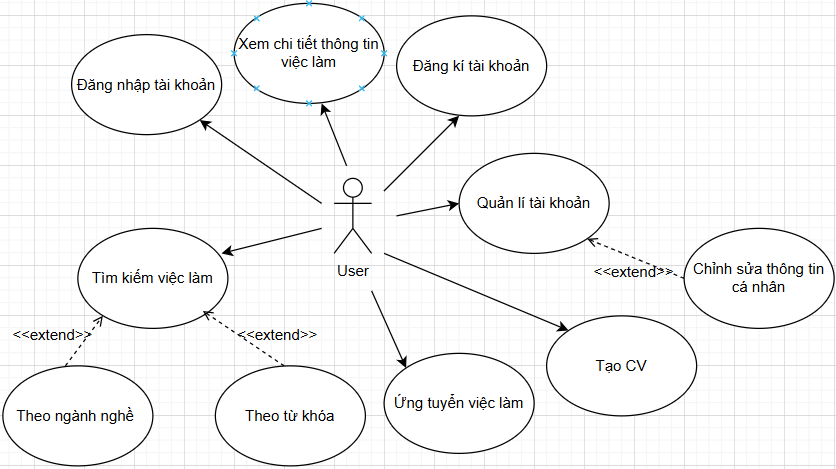 Xem chi tiết thông tin
việc làm
Đăng kí tài khoản
Đăng nhập tài khoản
Quản lí tài khoản
User
Tìm kiếm việc làm
<<extend>>
Chỉnh sửa thông tin
cá nhân
<<extend>>
<<extend>>
Tạo CV
Theo ngành nghề
Theo từ khóa
Ứng tuyển việc làm